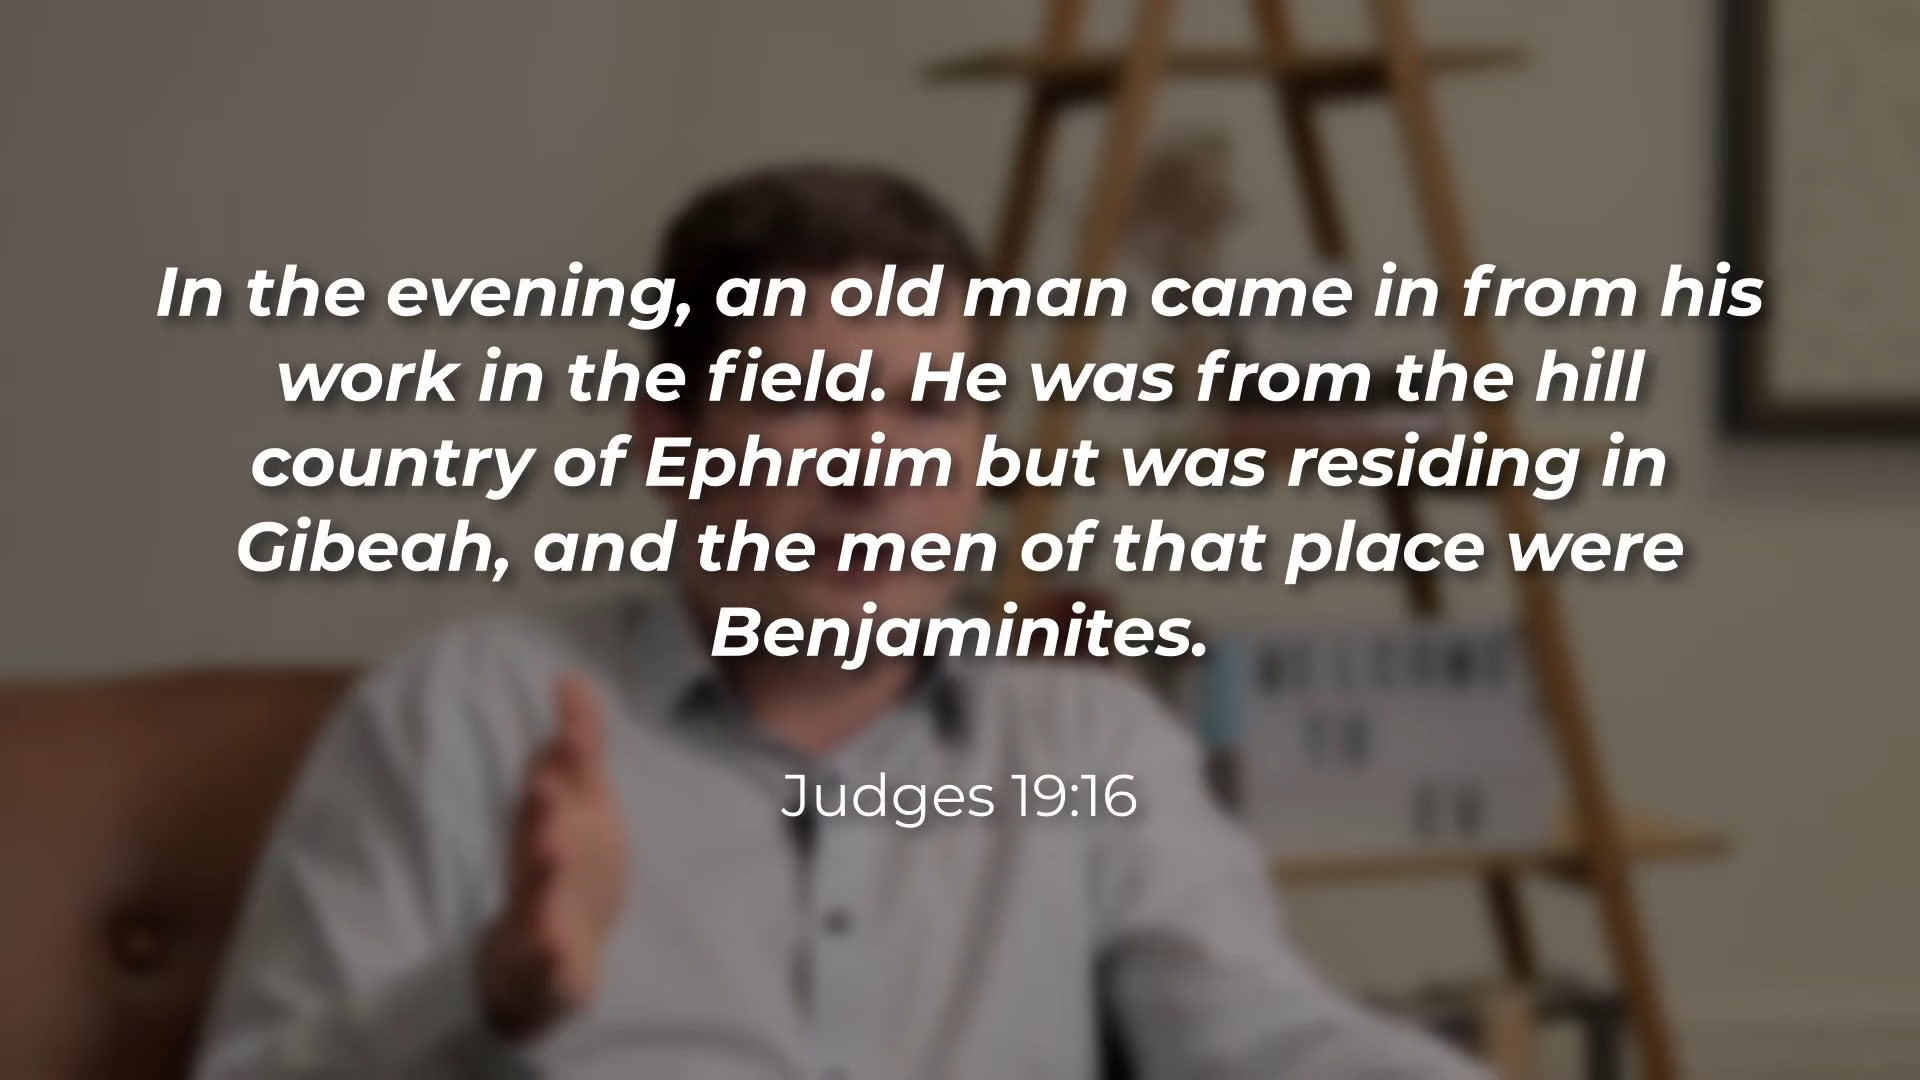 In the evening, an old man came in from his
work in the field. He was from the hill
country of Ephraim but was residing in
Gibeah, and the men of that place were
Benjaminites.
WELCOME
TO
Judges 19:16